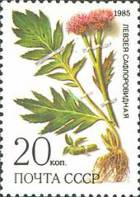 1985
ЛЕВЗЕЯ САФЛОРОВИДНАЯ
20 коп.
ПОЧТА СССР